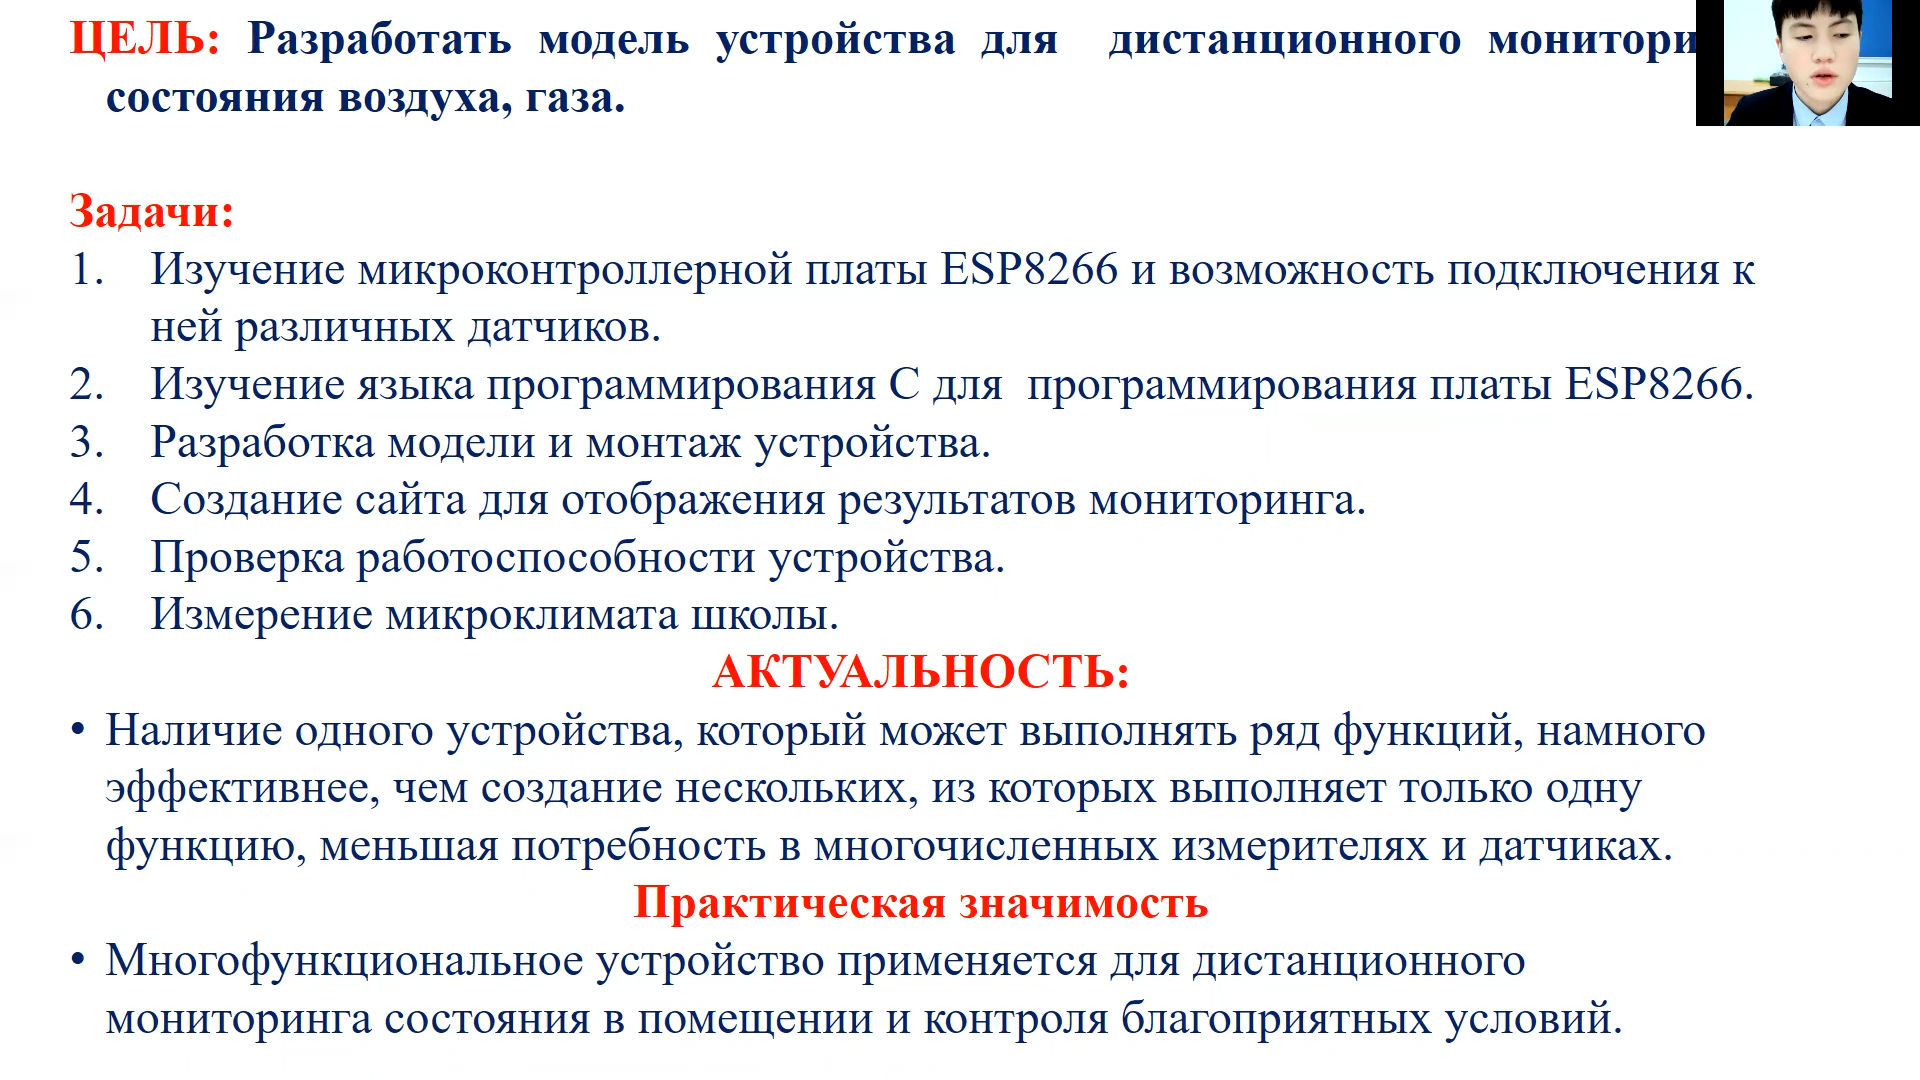 ЦЕЛЬ: Разработать модель устройства для дистанционного
состояния воздуха, газа.
Задачи:
1. Изучение микроконтроллерной платы ESP8266 и возможность подключения к
ней различных датчиков.
2. Изучение языка программирования С для программирования платы ESP8266.
3. Разработка модели и монтаж устройства.
4. Создание сайта для отображения результатов мониторинга.
5. Проверка работоспособности устройства.
6. Измерение микроклимата школы.
АКТУАЛЬНОСТЬ:
• Наличие одного устройства, который может выполнять ряд функций, намного
эффективнее, чем создание нескольких, из которых выполняет только одну
функцию, меньшая потребность в многочисленных измерителях и датчиках.
Практическая значимость
• Многофункциональное устройство применяется для дистанционного
мониторинга состояния в помещении и контроля благоприятных условий.